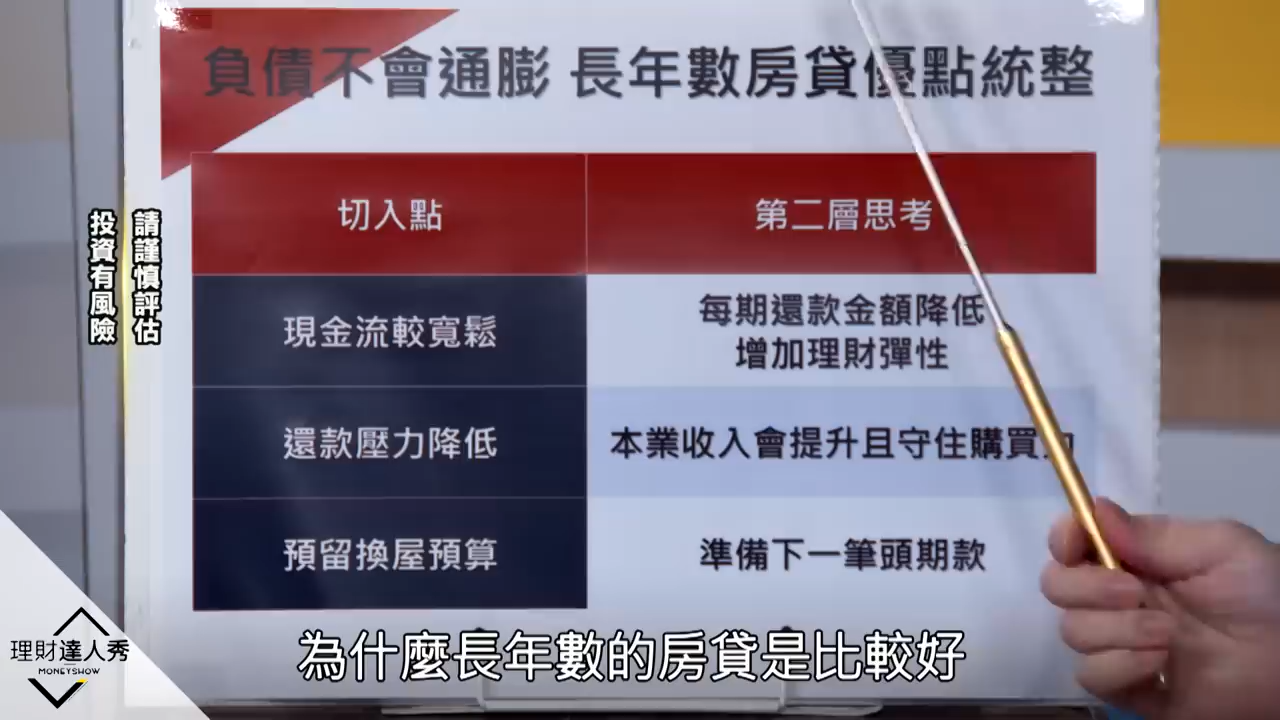 負債不會通膨 長年數房貸優點統整
切入點
第二層思考
現金流較寬鬆
每期還款金額降低
增加理財彈性
還款壓力降低
本業收入會提升且守住購買
預留換屋預算
準備下一筆頭期款
請謹慎評估
投資有風險
理財達人秀
MONEYSHOW
為什麼長年數的房貸是比較好